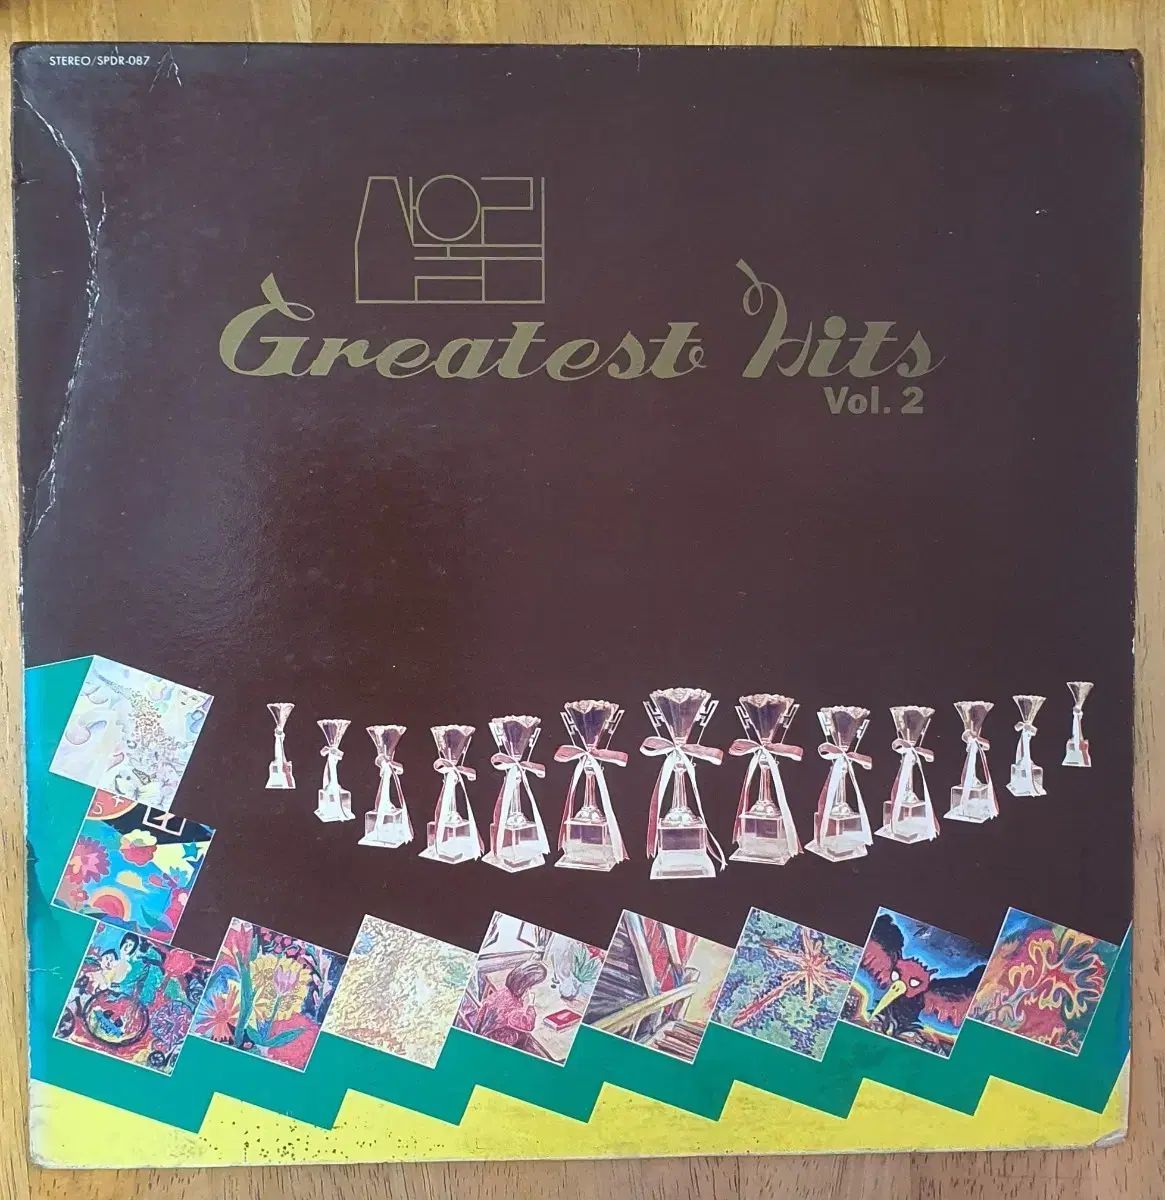 STEREO/SPDR-087
산울림
Greatest Hits
Vol. 2